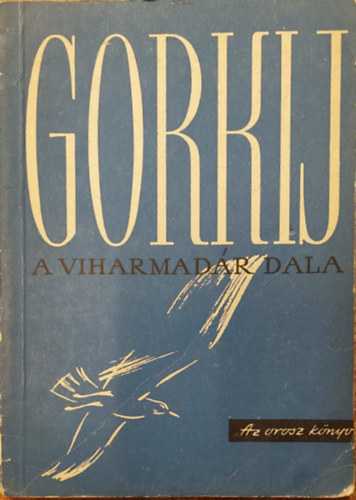 GORKIJ
A VIHARMADÁR DALA
Az orosz könyv